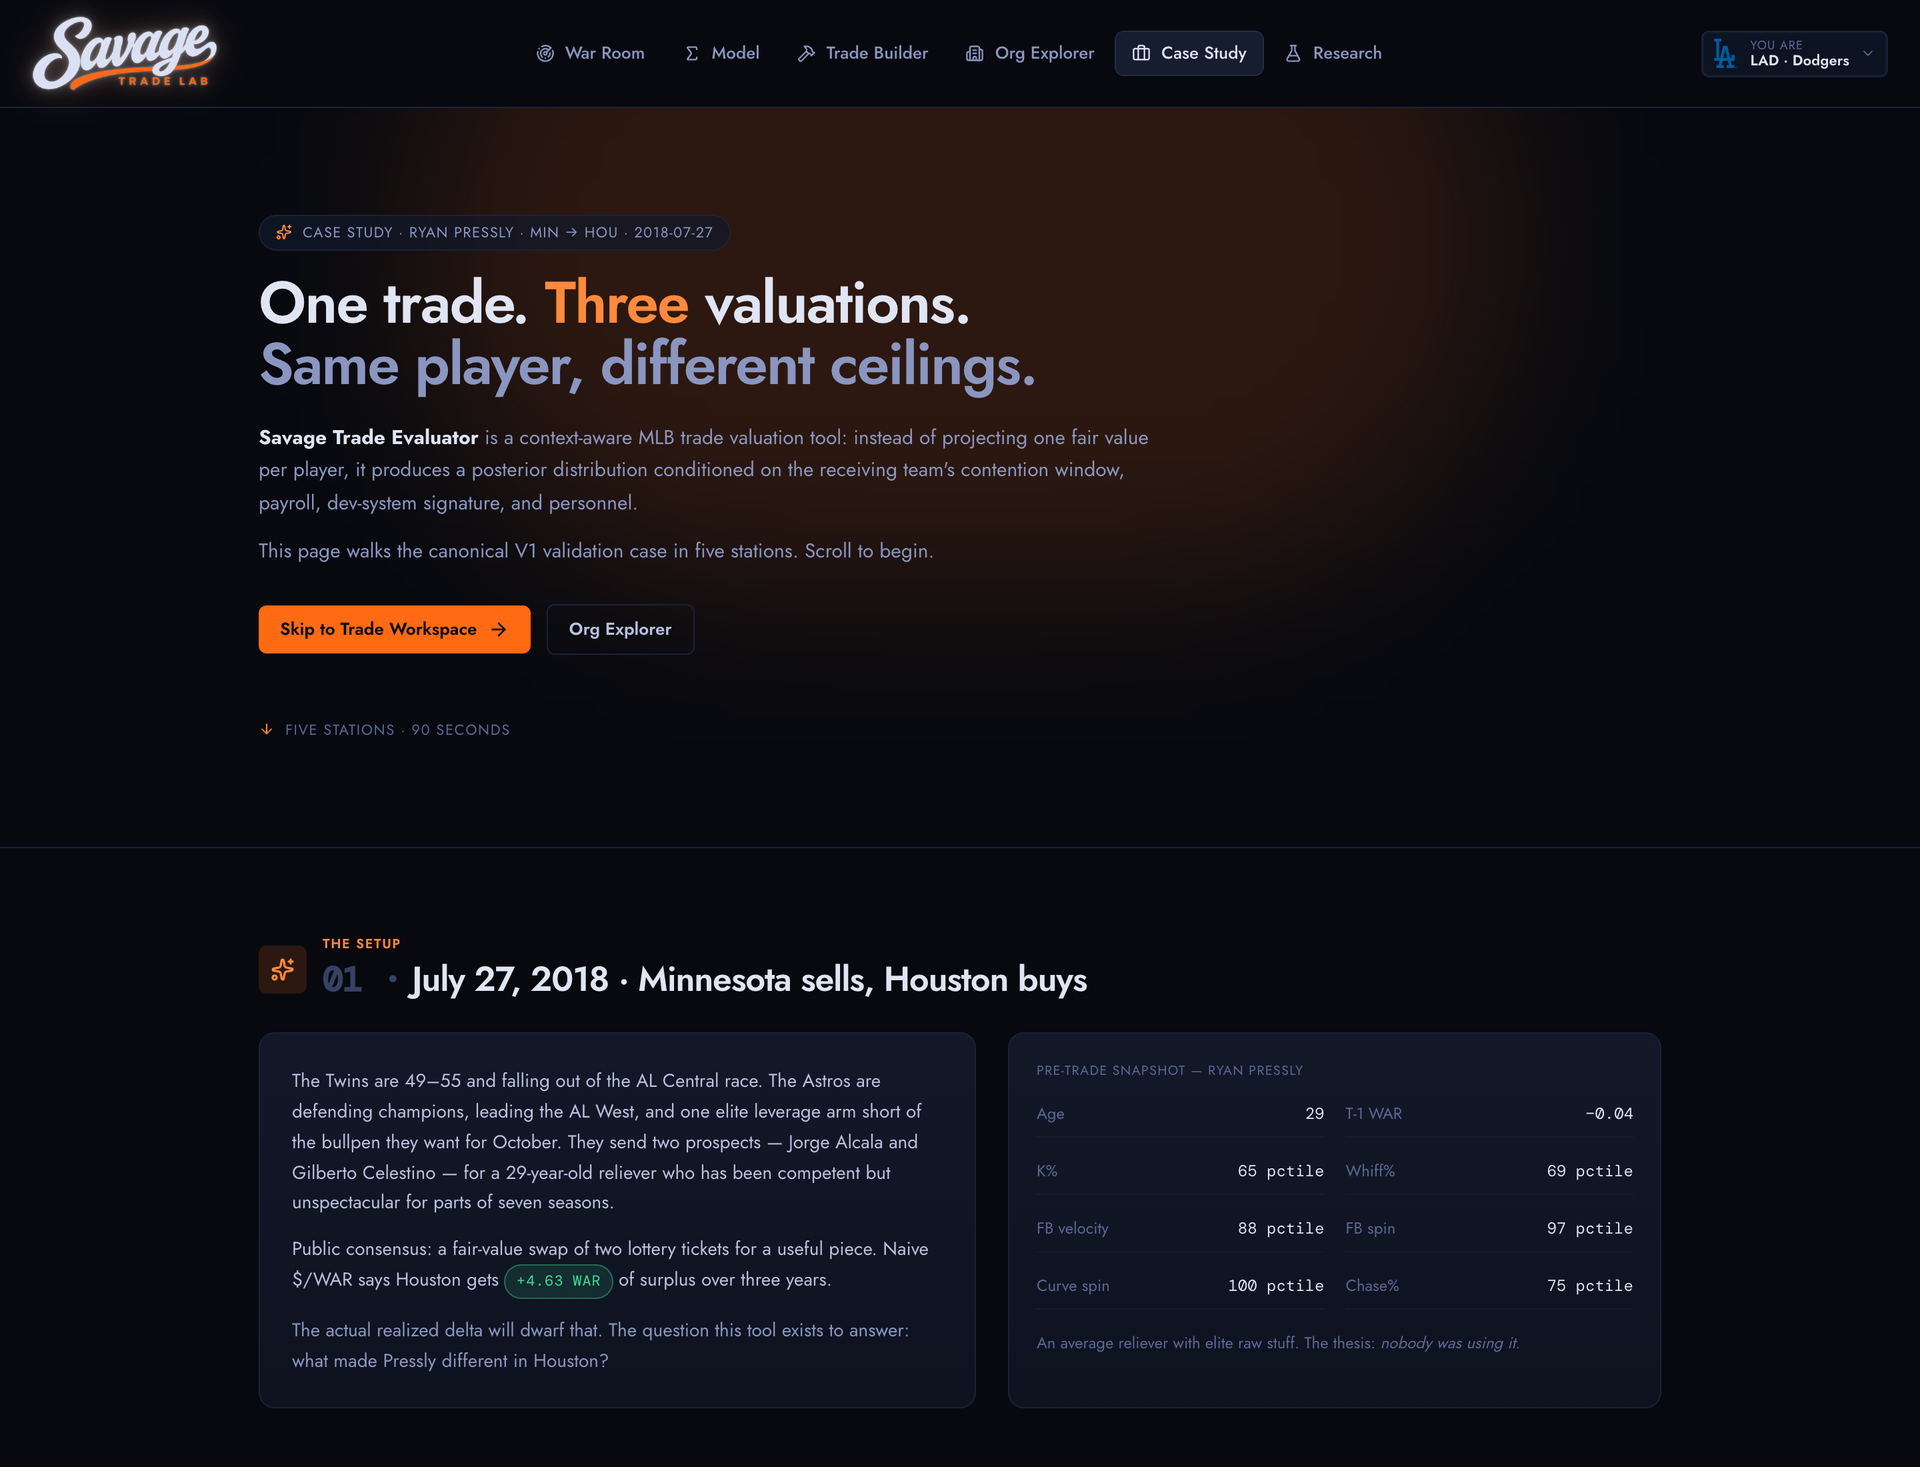 Savage
TRADE LAB
War Room
Model
Trade Builder
Org Explorer
Case Study
Research
YOU ARE
LAD · Dodgers
CASE STUDY · RYAN PRESSLY · MIN → HOU · 2018-07-27
One trade. Three valuations.
Same player, different ceilings.
Savage Trade Evaluator is a context-aware MLB trade valuation tool: instead of projecting one fair value
per player, it produces a posterior distribution conditioned on the receiving team's contention window,
payroll, dev-system signature, and personnel.
This page walks the canonical V1 validation case in five stations. Scroll to begin.
Skip to Trade Workspace →
Org Explorer
↓ FIVE STATIONS · 90 SECONDS
THE SETUP
01 · July 27, 2018 · Minnesota sells, Houston buys
The Twins are 49–55 and falling out of the AL Central race. The Astros are
defending champions, leading the AL West, and one elite leverage arm short of
the bullpen they want for October. They send two prospects — Jorge Alcala and
Gilberto Celestino — for a 29-year-old reliever who has been competent but
unspectacular for parts of seven seasons.
Public consensus: a fair-value swap of two lottery tickets for a useful piece. Naive
$/WAR says Houston gets +4.63 WAR of surplus over three years.
The actual realized delta will dwarf that. The question this tool exists to answer:
what made Pressly different in Houston?
PRE-TRADE SNAPSHOT — RYAN PRESSLY
Age 29 T-1 WAR −0.04
K% 65 pctile Whiff% 69 pctile
FB velocity 88 pctile FB spin 97 pctile
Curve spin 100 pctile Chase% 75 pctile
An average reliever with elite raw stuff. The thesis: nobody was using it.